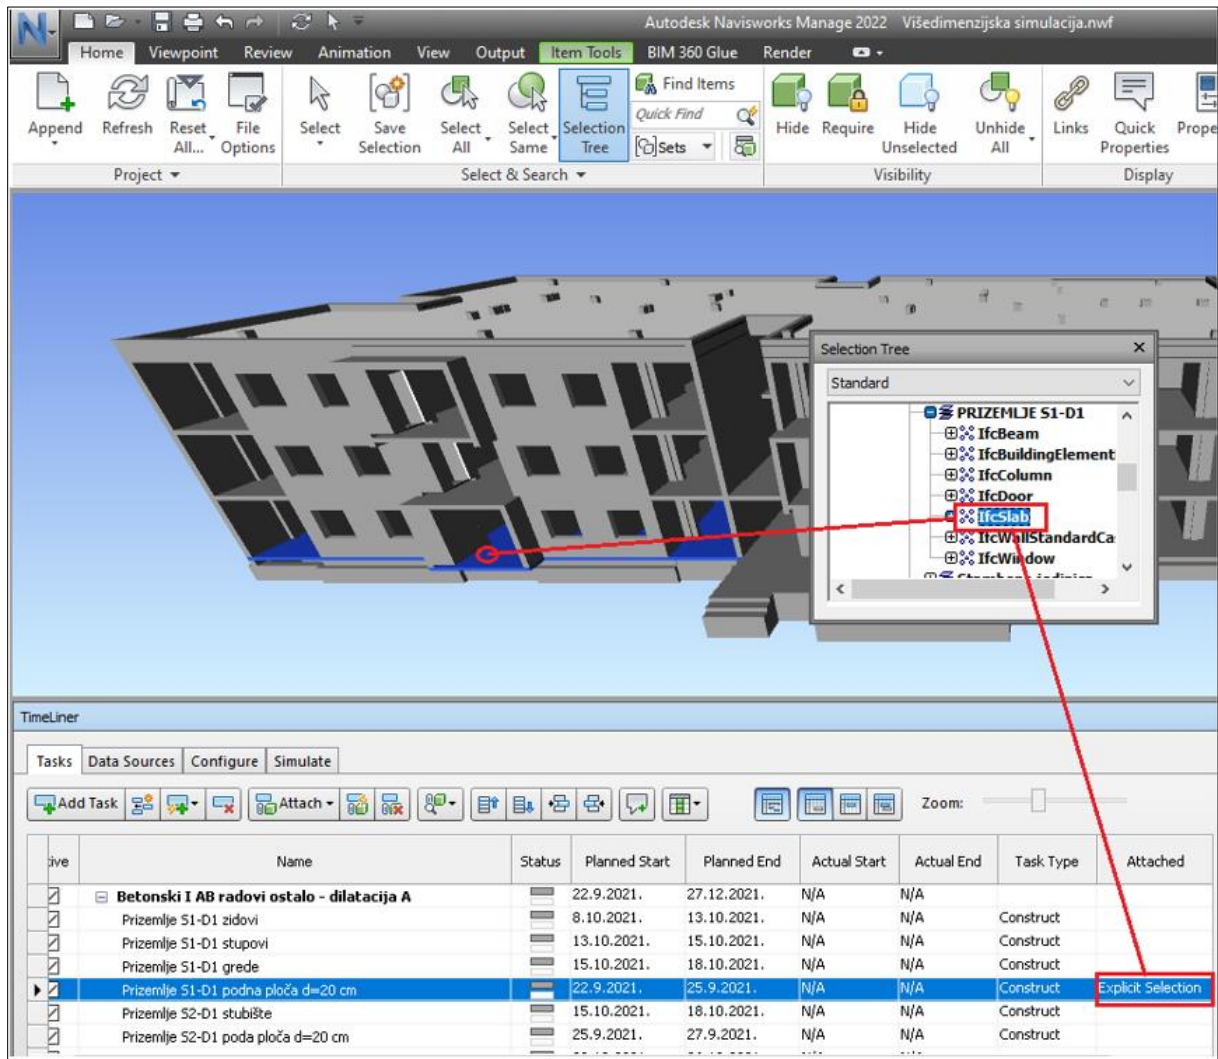 Autodesk Navisworks Manage 2022 Višedimenzijska simulacija.nwf
Home Viewpoint Review Animation View Output Item Tools BIM 360 Glue Render
Append Refresh Reset All... File Options Select Save Selection Select All Select Same Selection Tree Find Items
Quick Find
Sets
Hide Require Hide Unselected Unhide All Links Quick Properties Prope
Project Select & Search Visibility Display
Selection Tree
Standard
PRIZEMLJE S1-D1
IfcBeam
IfcBuildingElement
IfcColumn
IfcDoor
IfcSlab
IfcWallStandardCa
IfcWindow
TimeLiner
Tasks Data Sources Configure Simulate
Add Task Attach Zoom:
tive Name Status Planned Start Planned End Actual Start Actual End Task Type Attached
Betonski I AB radovi ostalo - dilatacija A 22.9.2021. 27.12.2021. N/A N/A
Prizemlje S1-D1 zidovi 8.10.2021. 13.10.2021. N/A N/A Construct
Prizemlje S1-D1 stupovi 13.10.2021. 15.10.2021. N/A N/A Construct
Prizemlje S1-D1 grede 15.10.2021. 18.10.2021. N/A N/A Construct
Prizemlje S1-D1 podna ploča d=20 cm 22.9.2021. 25.9.2021. N/A N/A Construct Explicit Selection
Prizemlje S2-D1 stubište 15.10.2021. 18.10.2021. N/A N/A Construct
Prizemlje S2-D1 poda ploča d=20 cm 25.9.2021. 27.9.2021. N/A N/A Construct